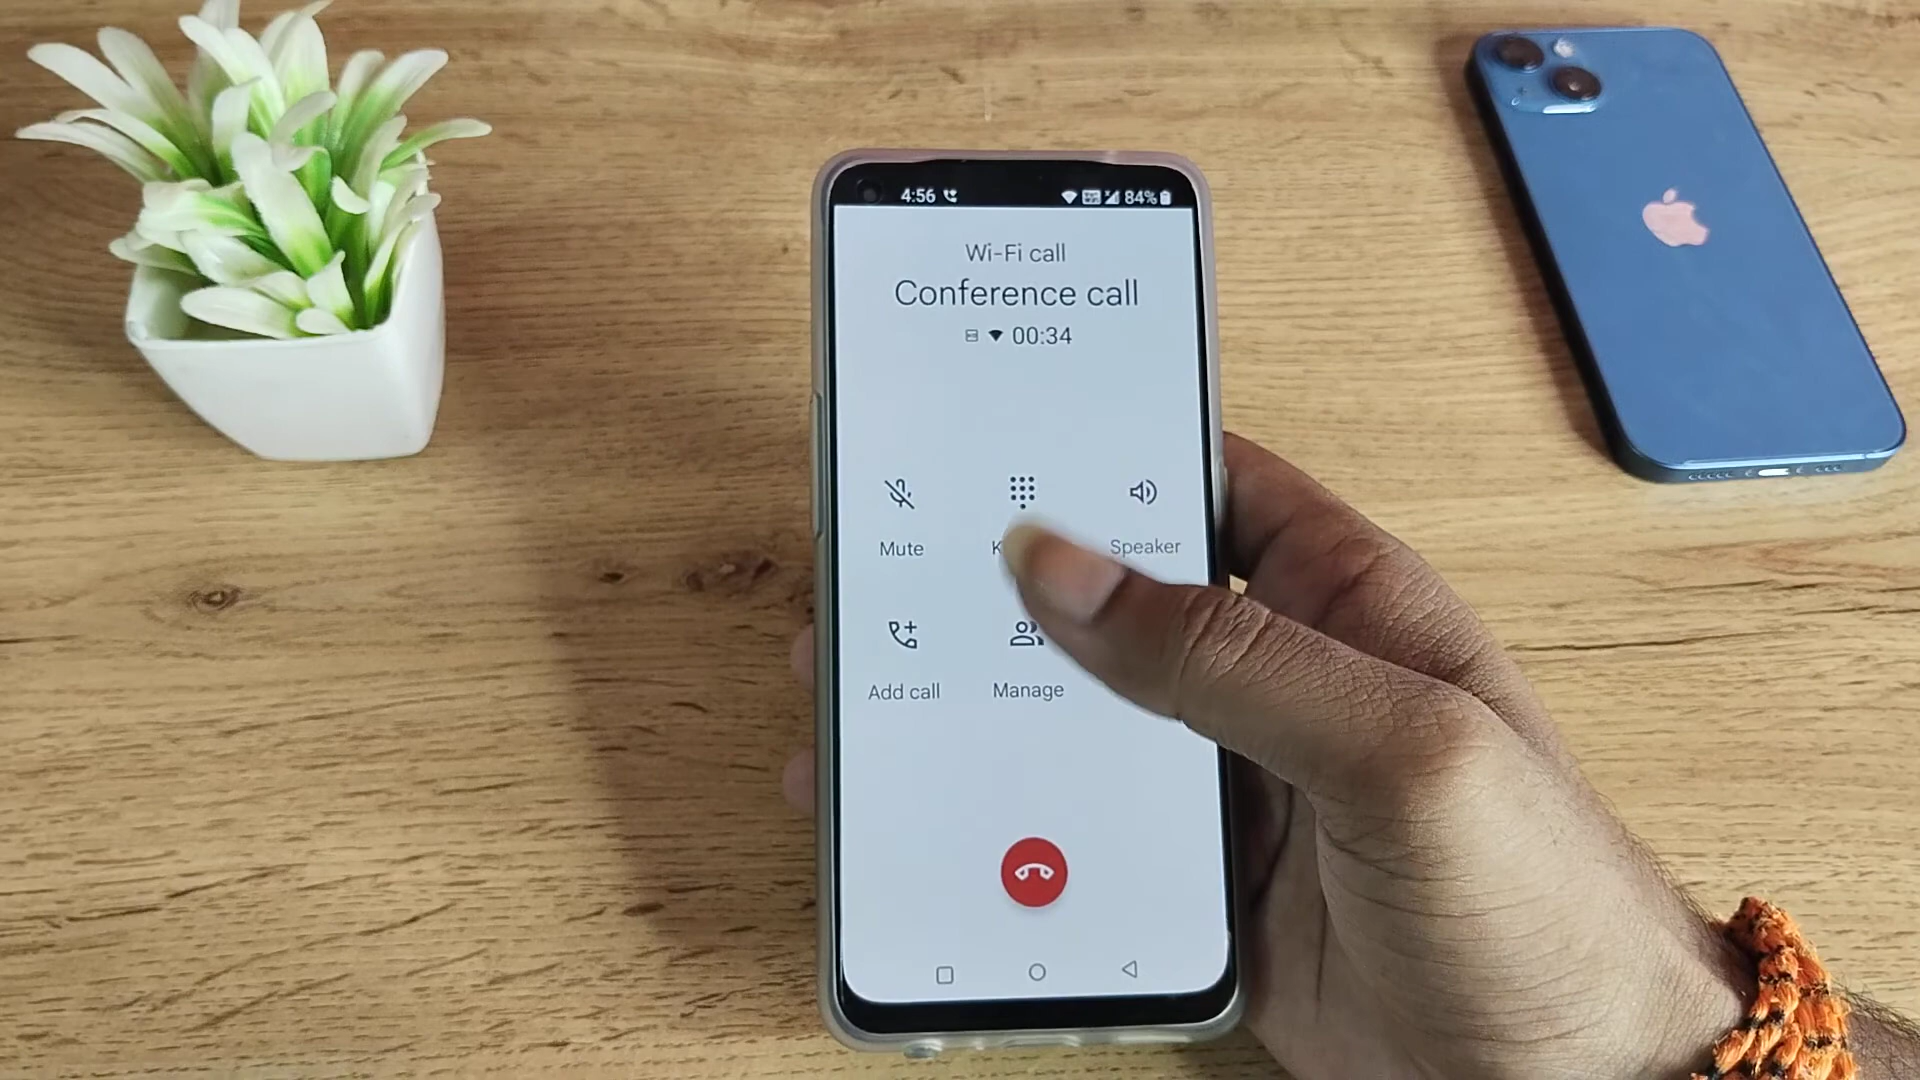 4:56 84%
Wi-Fi call
Conference call
00:34
Mute
Speaker
Add call
Manage